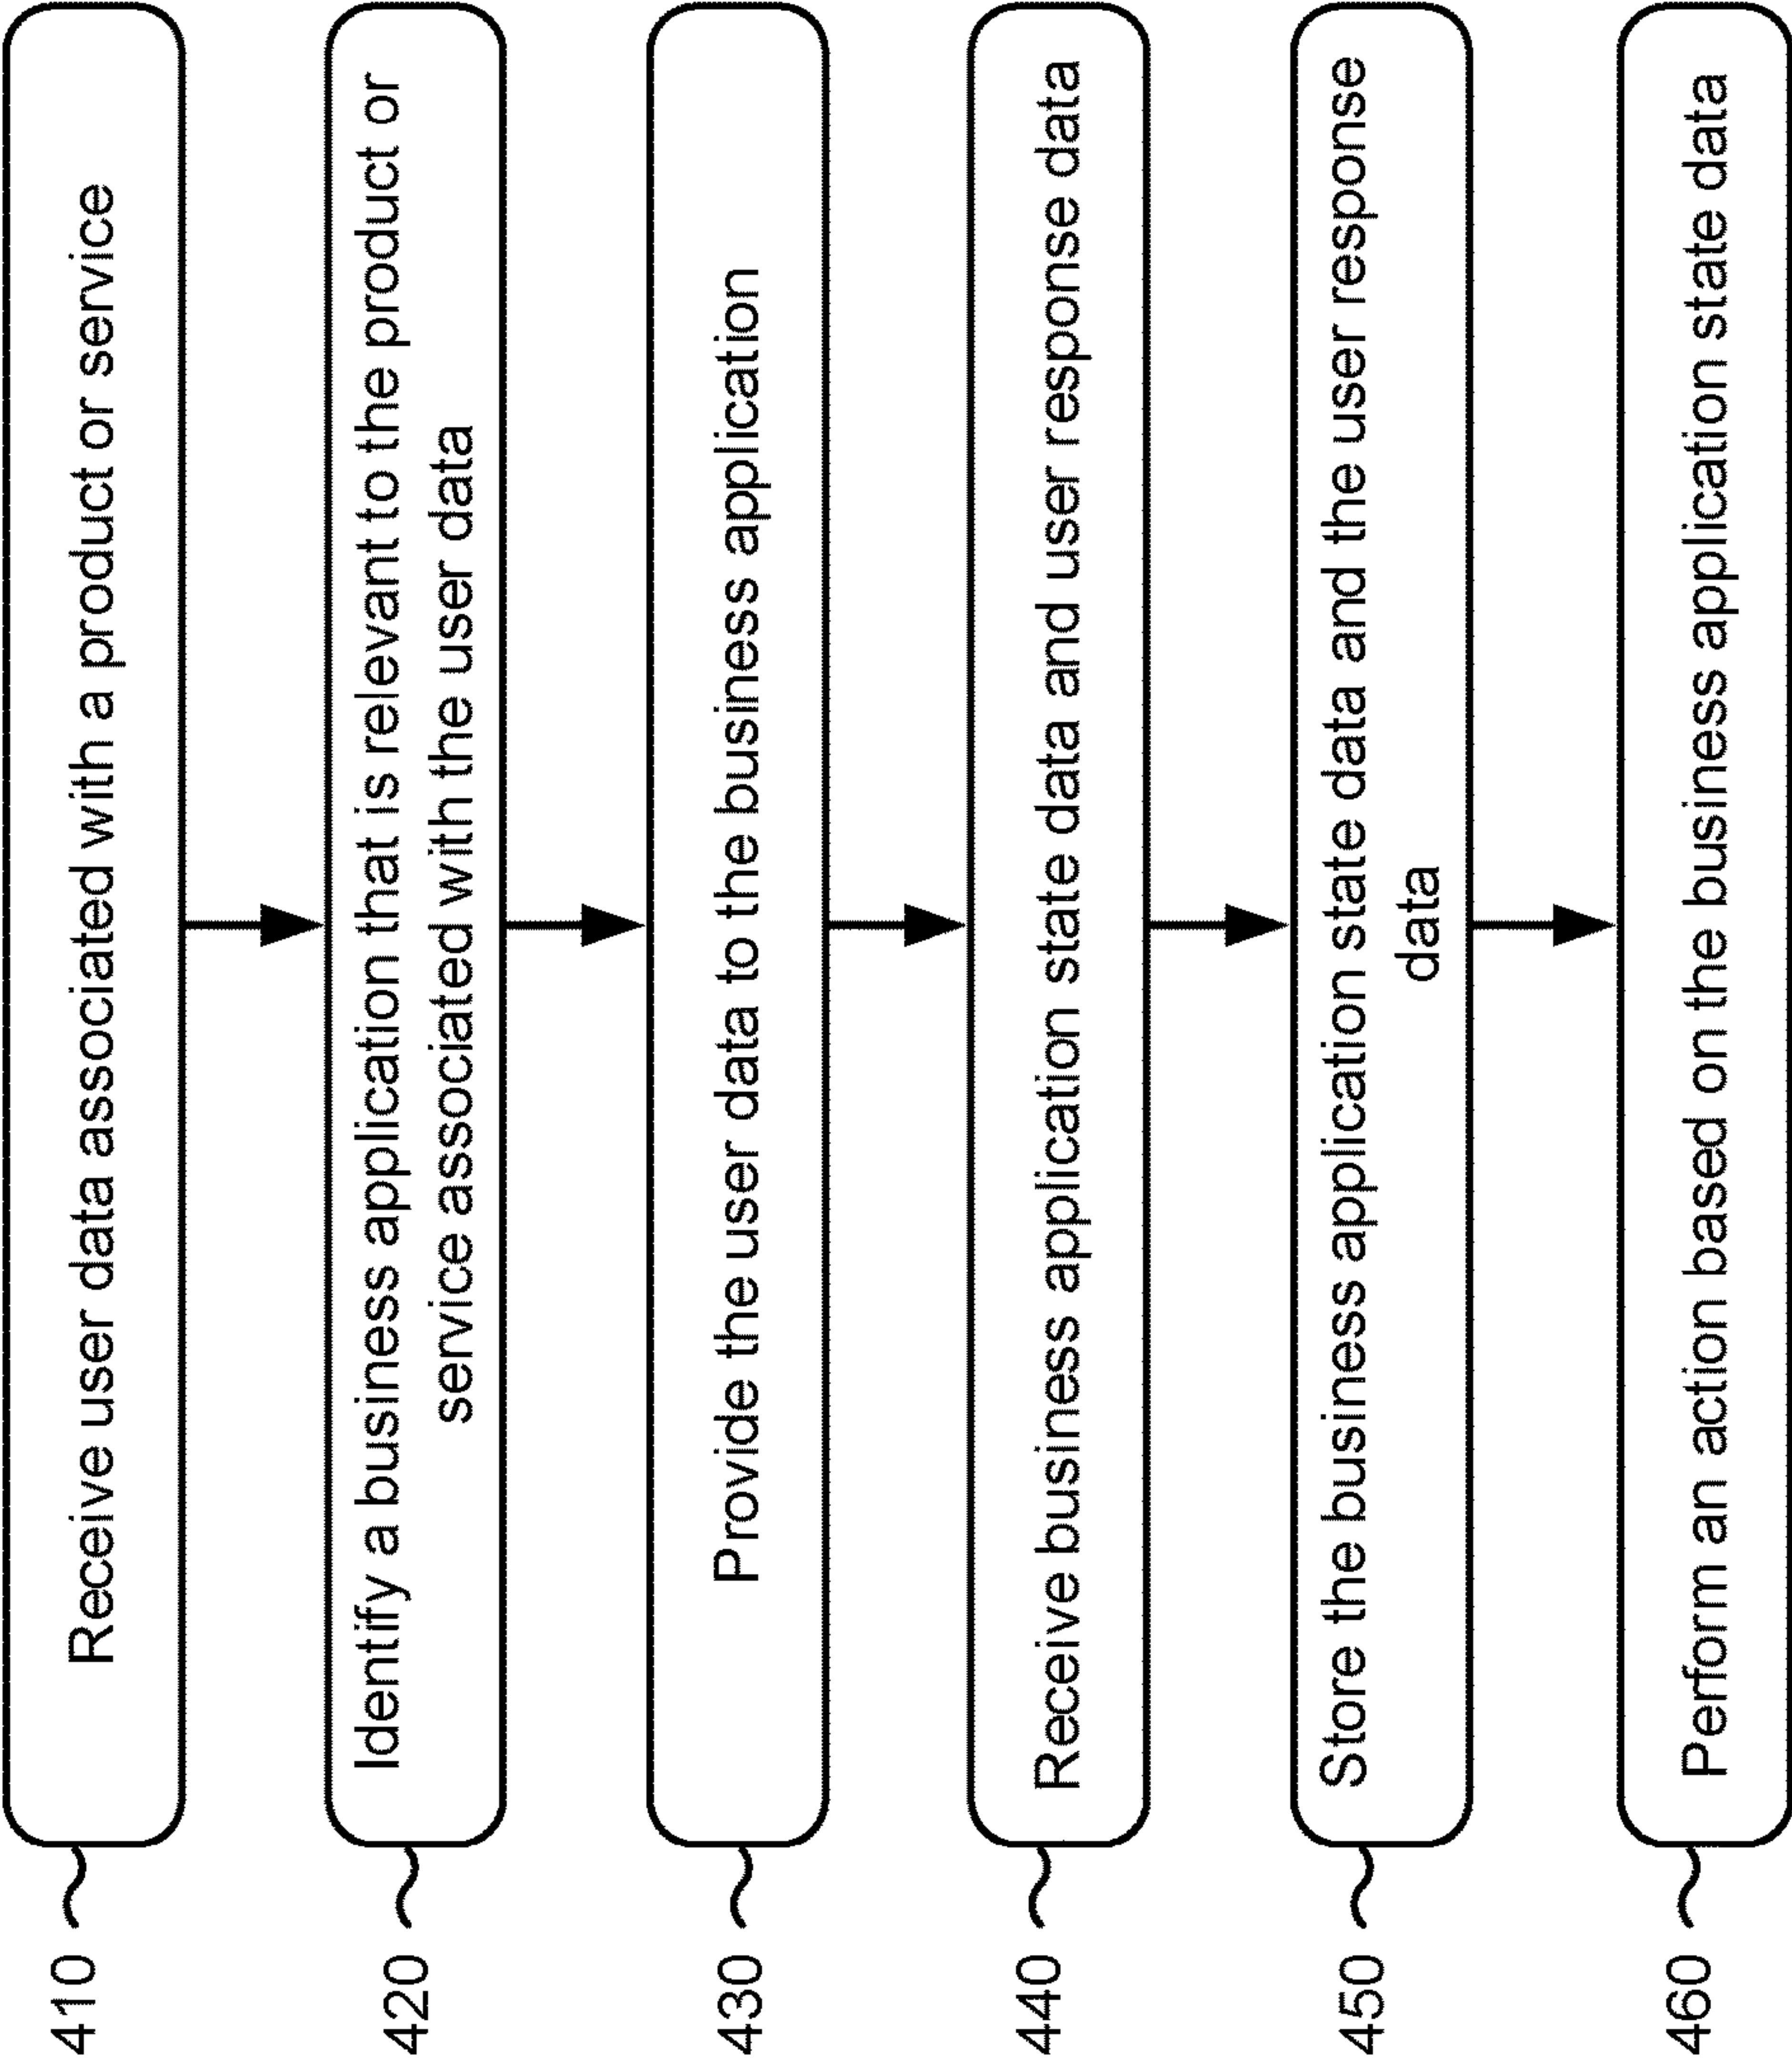 410
Receive user data associated with a product or service
420
Identify a business application that is relevant to the product or
service associated with the user data
430
Provide the user data to the business application
440
Receive business application state data and user response data
450
Store the business application state data and the user response
data
460
Perform an action based on the business application state data